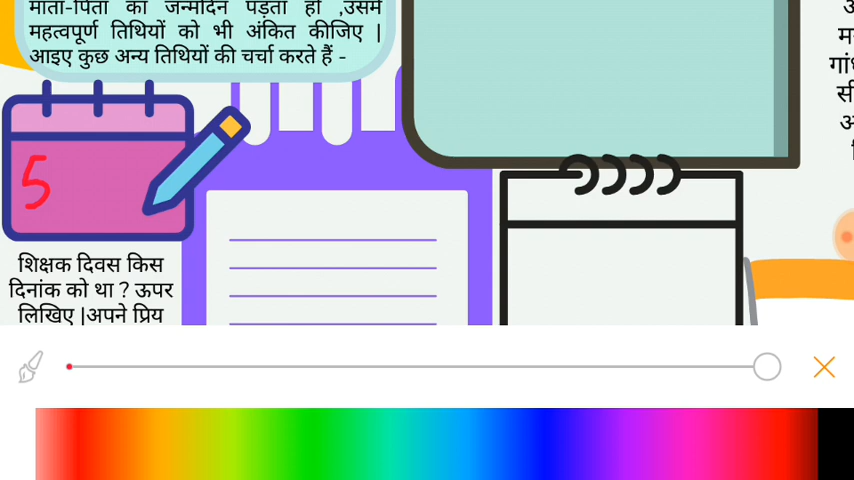 माता-पिता का जन्मदिन पड़ता हो ,उसमें
महत्वपूर्ण तिथियों को भी अंकित कीजिए |
आइए कुछ अन्य तिथियों की चर्चा करते हैं -
5
शिक्षक दिवस किस
दिनांक को था ? ऊपर
लिखिए |अपने प्रिय